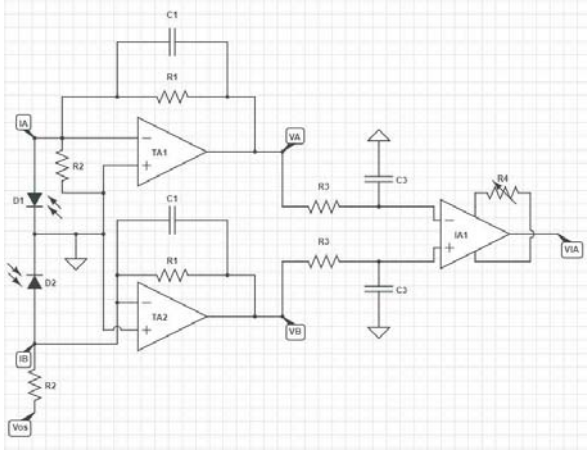 C1
R1
IA
TA1
VA
R2
D1
R4
C3
R3
C1
IA1
VIA
R3
R1
D2
C3
TA2
VB
IB
R2
Vos